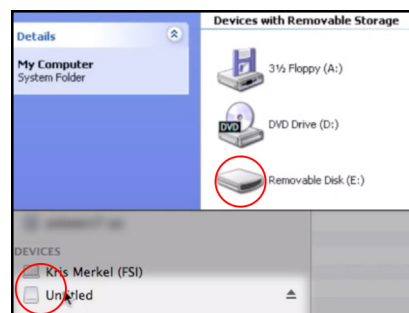 Devices with Removable Storage
Details
My Computer
System Folder
3½ Floppy (A:)
DVD
DVD Drive (D:)
Removable Disk (E:)
DEVICES
Kris Merkel (FSI)
Untitled